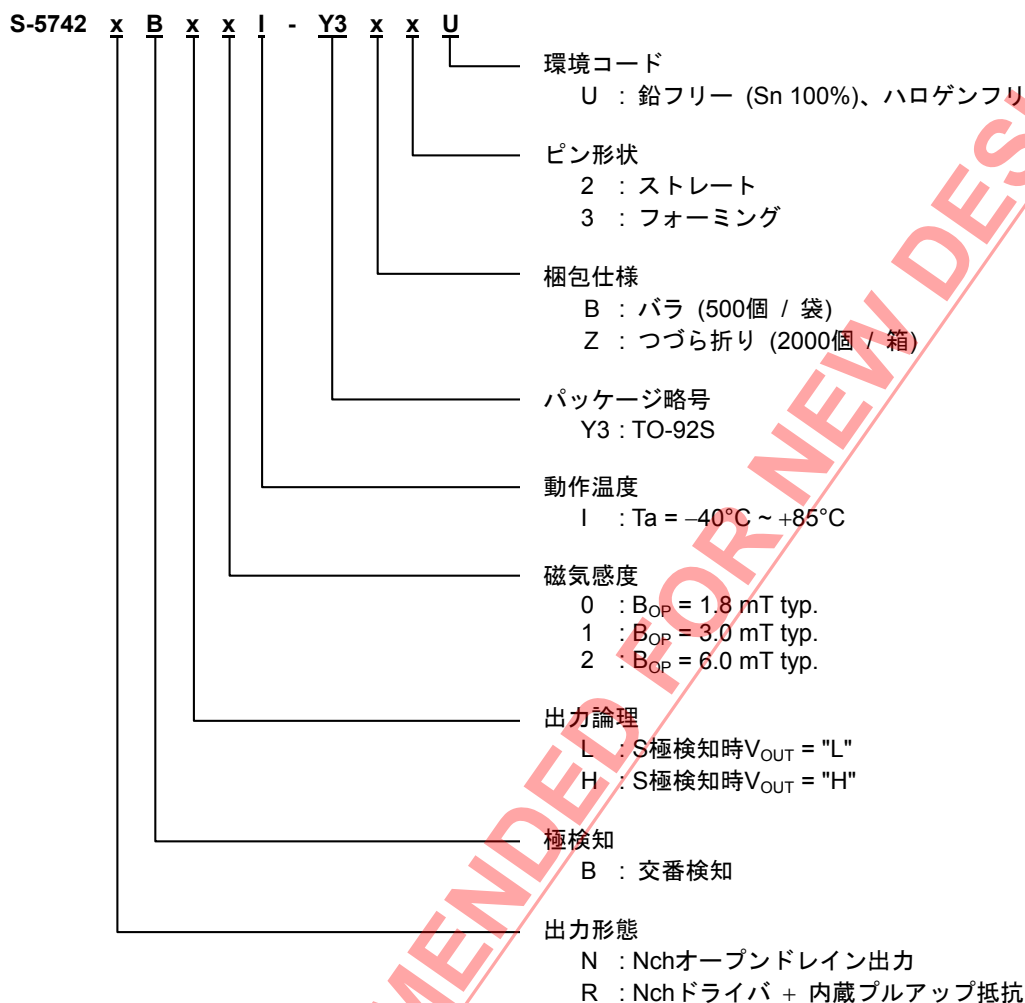 S-5742 x B x x I - Y3 x x U
環境コード
U : 鉛フリー (Sn 100%)、ハロゲンフリ
ピン形状
2 : ストレート
3 : フォーミング
梱包仕様
B : バラ (500個 / 袋)
Z : つづら折り (2000個 / 箱)
パッケージ略号
Y3 : TO-92S
動作温度
I : Ta = −40°C ~ +85°C
磁気感度
0 : BOP = 1.8 mT typ.
1 : BOP = 3.0 mT typ.
2 : BOP = 6.0 mT typ.
出力論理
L : S極検知時VOUT = "L"
H : S極検知時VOUT = "H"
極検知
B : 交番検知
出力形態
N : Nchオープンドレイン出力
R : Nchドライバ + 内蔵プルアップ抵抗
MENDED FOR NEW DESI